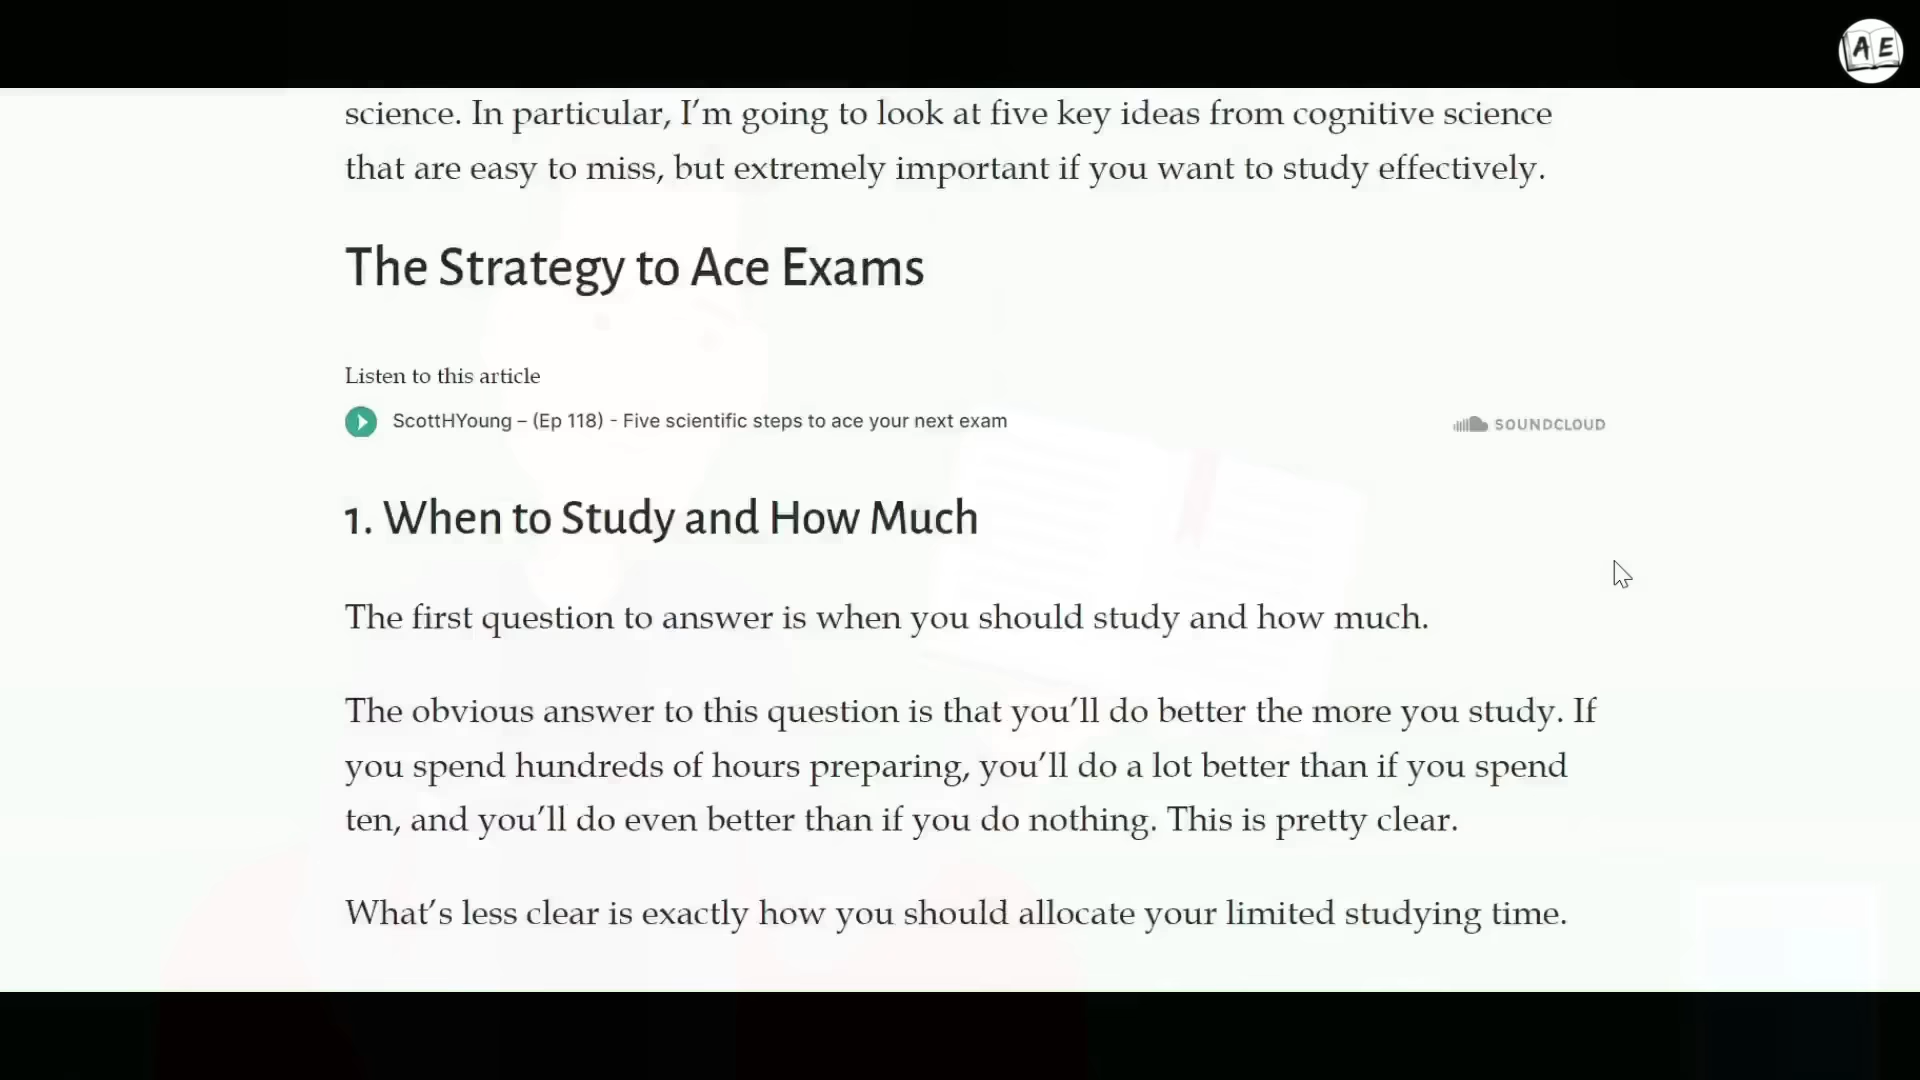 A E
science. In particular, I’m going to look at five key ideas from cognitive science
that are easy to miss, but extremely important if you want to study effectively.
The Strategy to Ace Exams
Listen to this article
ScottHYoung – (Ep 118) - Five scientific steps to ace your next exam
SOUNDCLOUD
1. When to Study and How Much
The first question to answer is when you should study and how much.
The obvious answer to this question is that you’ll do better the more you study. If
you spend hundreds of hours preparing, you’ll do a lot better than if you spend
ten, and you’ll do even better than if you do nothing. This is pretty clear.
What’s less clear is exactly how you should allocate your limited studying time.